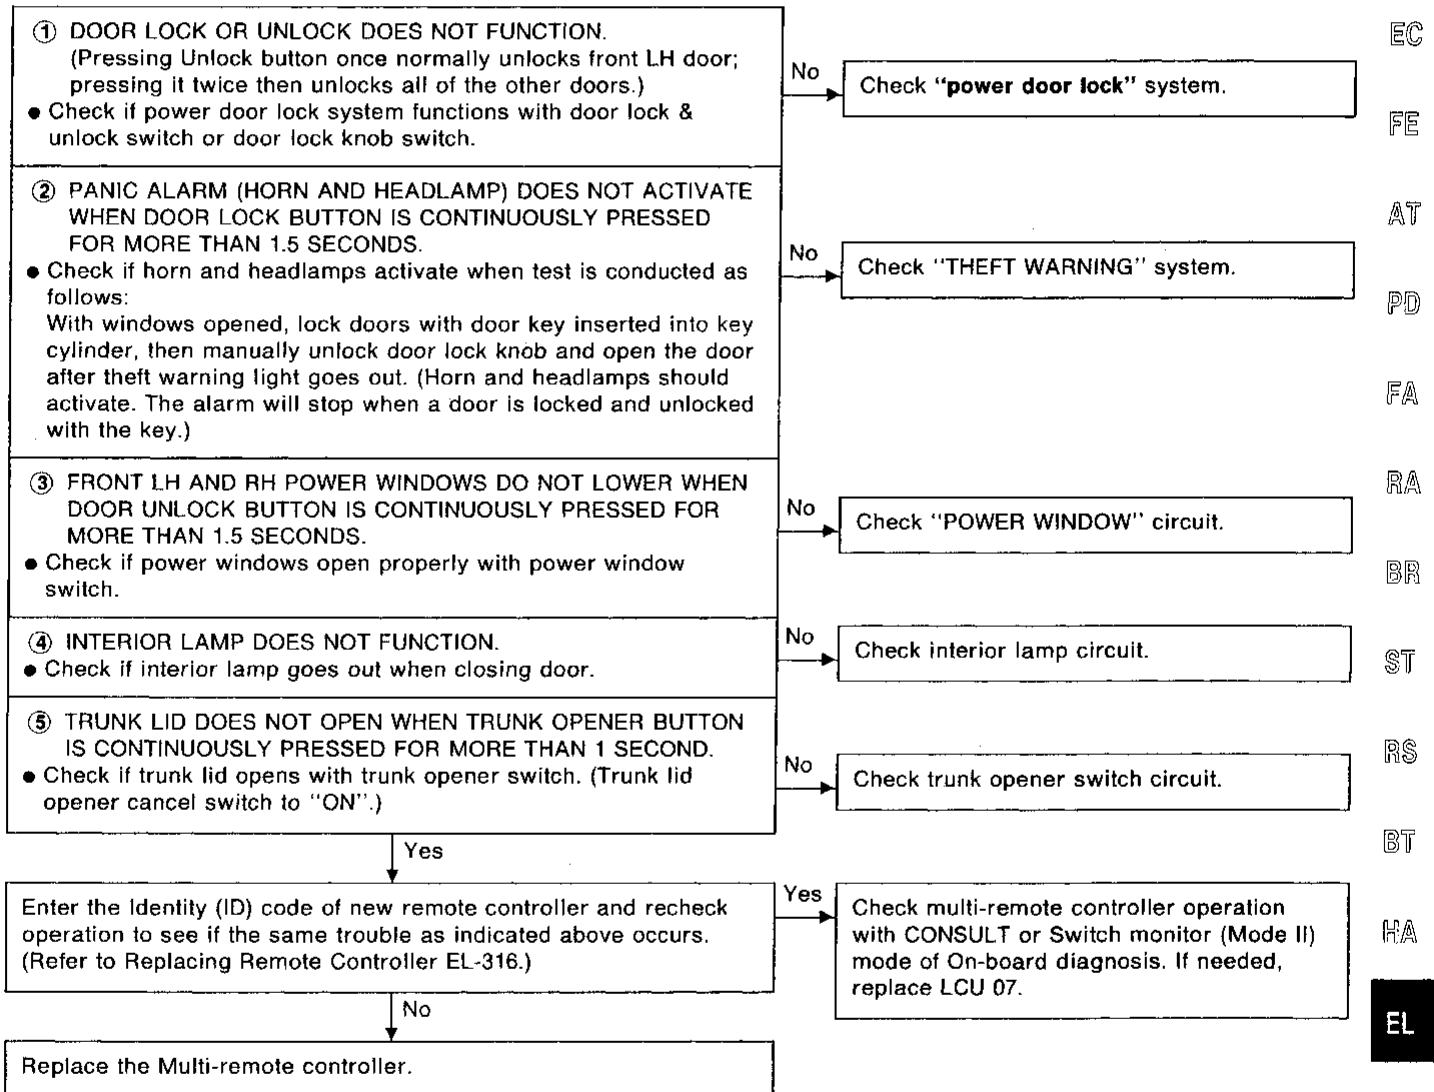 ① DOOR LOCK OR UNLOCK DOES NOT FUNCTION.
(Pressing Unlock button once normally unlocks front LH door;
pressing it twice then unlocks all of the other doors.)
● Check if power door lock system functions with door lock &
unlock switch or door lock knob switch.
No
Check "power door lock" system.
② PANIC ALARM (HORN AND HEADLAMP) DOES NOT ACTIVATE
WHEN DOOR LOCK BUTTON IS CONTINUOUSLY PRESSED
FOR MORE THAN 1.5 SECONDS.
● Check if horn and headlamps activate when test is conducted as
follows:
With windows opened, lock doors with door key inserted into key
cylinder, then manually unlock door lock knob and open the door
after theft warning light goes out. (Horn and headlamps should
activate. The alarm will stop when a door is locked and unlocked
with the key.)
No
Check "THEFT WARNING" system.
③ FRONT LH AND RH POWER WINDOWS DO NOT LOWER WHEN
DOOR UNLOCK BUTTON IS CONTINUOUSLY PRESSED FOR
MORE THAN 1.5 SECONDS.
● Check if power windows open properly with power window
switch.
No
Check "POWER WINDOW" circuit.
④ INTERIOR LAMP DOES NOT FUNCTION.
● Check if interior lamp goes out when closing door.
No
Check interior lamp circuit.
⑤ TRUNK LID DOES NOT OPEN WHEN TRUNK OPENER BUTTON
IS CONTINUOUSLY PRESSED FOR MORE THAN 1 SECOND.
● Check if trunk lid opens with trunk opener switch. (Trunk lid
opener cancel switch to "ON".)
No
Check trunk opener switch circuit.
Yes
Enter the Identity (ID) code of new remote controller and recheck
operation to see if the same trouble as indicated above occurs.
(Refer to Replacing Remote Controller EL-316.)
Yes
Check multi-remote controller operation
with CONSULT or Switch monitor (Mode II)
mode of On-board diagnosis. If needed,
replace LCU 07.
No
Replace the Multi-remote controller.
EC
FE
AT
PD
FA
RA
BR
ST
RS
BT
HA
EL